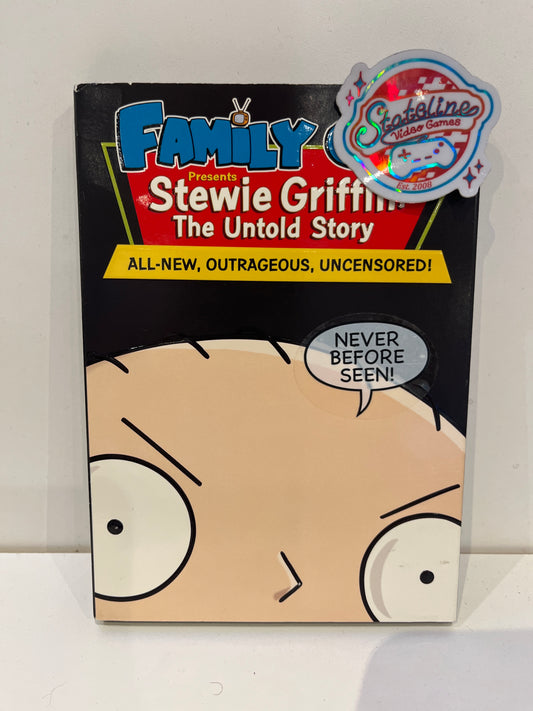 FAMILY
Presents
Stewie Griffin:
The Untold Story
ALL-NEW, OUTRAGEOUS, UNCENSORED!
NEVER
BEFORE
SEEN!
Stateline
Video Games
Est. 2008